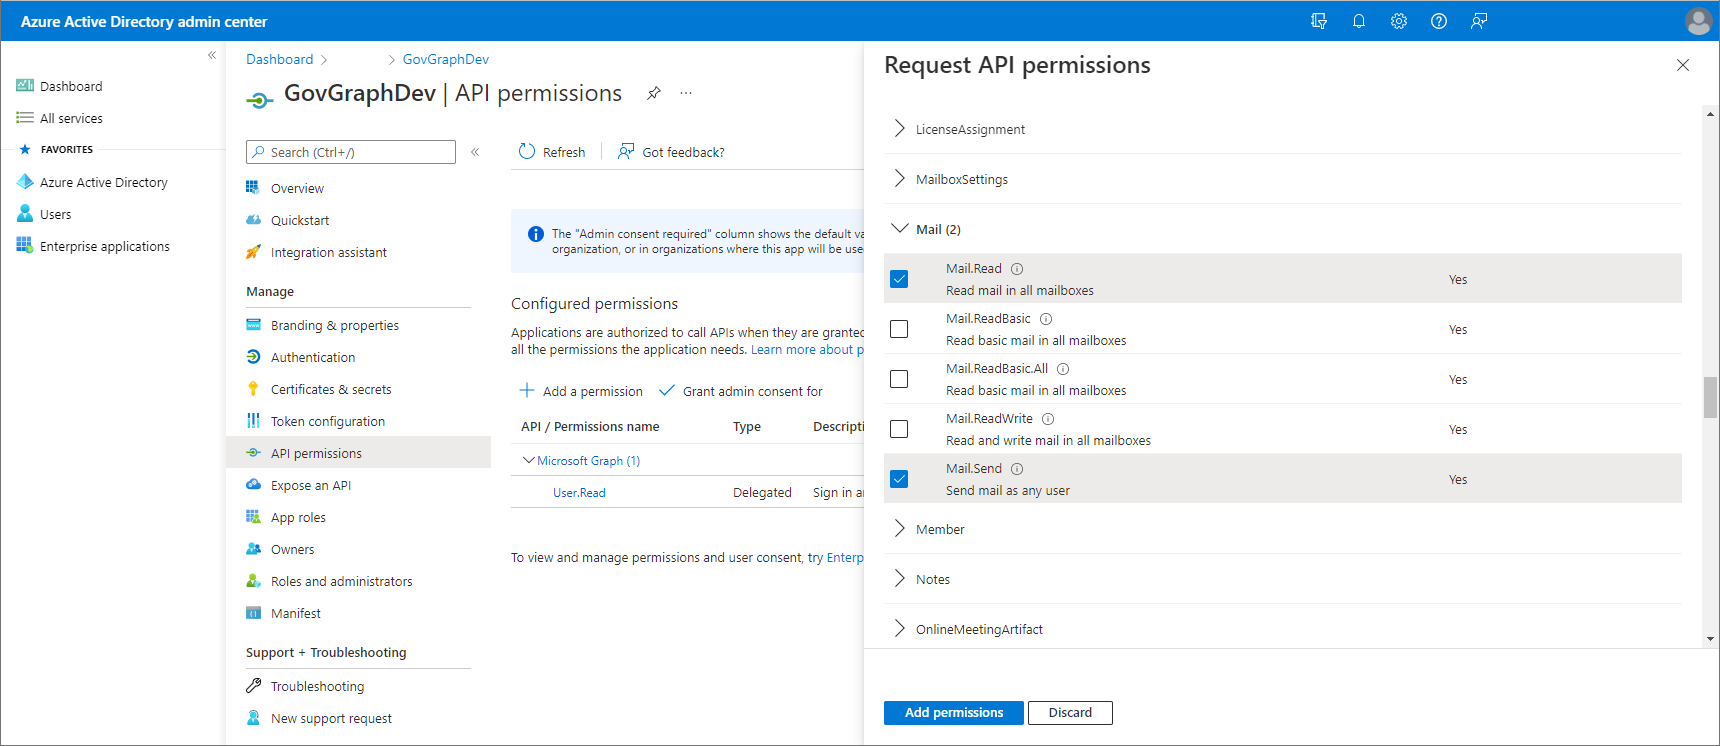 Azure Active Directory admin center
Dashboard
All services
FAVORITES
Azure Active Directory
Users
Enterprise applications
Dashboard > > GovGraphDev
GovGraphDev | API permissions
Search (Ctrl+/)
Overview
Quickstart
Integration assistant
Manage
Branding & properties
Authentication
Certificates & secrets
Token configuration
API permissions
Expose an API
App roles
Owners
Roles and administrators
Manifest
Support + Troubleshooting
Troubleshooting
New support request
Refresh
Got feedback?
The "Admin consent required" column shows the default va
organization, or in organizations where this app will be use
Configured permissions
Applications are authorized to call APIs when they are granted
all the permissions the application needs. Learn more about p
Add a permission
Grant admin consent for
API / Permissions name Type Descripti
Microsoft Graph (1)
User.Read Delegated Sign in a
To view and manage permissions and user consent, try Enterp
Request API permissions
LicenseAssignment
MailboxSettings
Mail (2)
Mail.Read
Read mail in all mailboxes
Yes
Mail.ReadBasic
Read basic mail in all mailboxes
Yes
Mail.ReadBasic.All
Read basic mail in all mailboxes
Yes
Mail.ReadWrite
Read and write mail in all mailboxes
Yes
Mail.Send
Send mail as any user
Yes
Member
Notes
OnlineMeetingArtifact
Add permissions
Discard